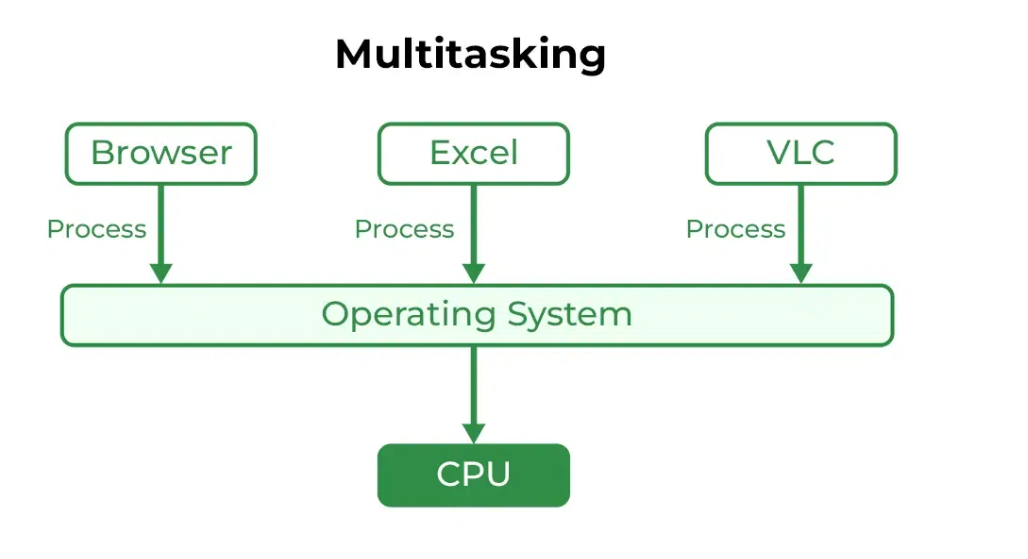 Multitasking
Browser
Excel
VLC
Process
Process
Process
Operating System
CPU